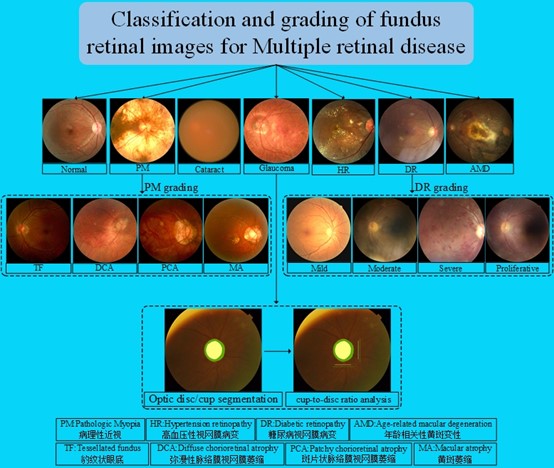 Classification and grading of fundus
retinal images for Multiple retinal disease
Normal
PM
Cataract
Glaucoma
HR
DR
AMD
PM grading
DR grading
TF
DCA
PCA
MA
Mild
Moderate
Severe
Proliferative
Optic disc/cup segmentation
cup-to-disc ratio analysis
PM:Pathologic Myopia
病理性近视
HR:Hypertension retinopathy
高血压性视网膜病变
DR:Diabetic retinopathy
糖尿病视网膜病变
AMD:Age-related macular degeneration
年龄相关性黄斑变性
TF:Tessellated fundus
豹纹状眼底
DCA:Diffuse chorioretinal atrophy
弥漫性脉络膜视网膜萎缩
PCA:Patchy chorioretinal atrophy
斑片状脉络膜视网膜萎缩
MA:Macular atrophy
黄斑萎缩